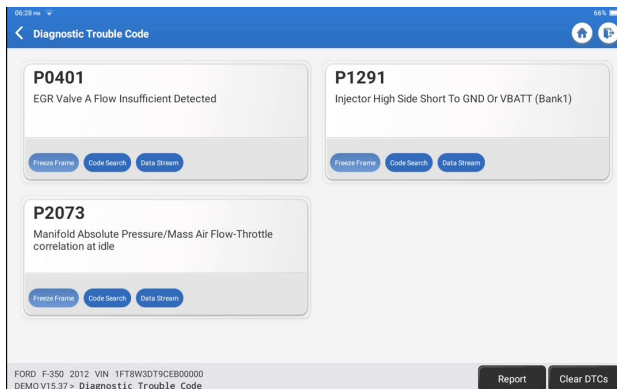 06:28 PM
66%
Diagnostic Trouble Code
P0401
EGR Valve A Flow Insufficient Detected
Freeze Frame Code Search Data Stream
P1291
Injector High Side Short To GND Or VBATT (Bank1)
Freeze Frame Code Search Data Stream
P2073
Manifold Absolute Pressure/Mass Air Flow-Throttle
correlation at idle
Freeze Frame Code Search Data Stream
FORD F-350 2012 VIN 1FT8W3DT9CEB00000
DEMO V15.37 > Diagnostic Trouble Code
Report
Clear DTCs